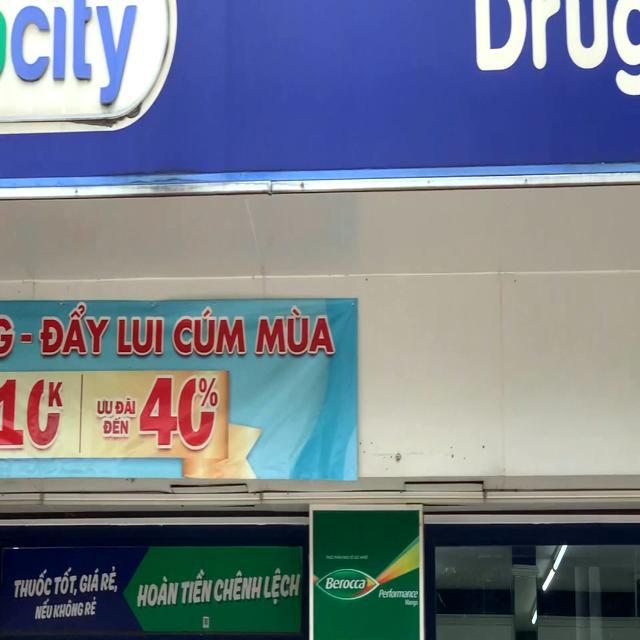 city
Drug
G - ĐẨY LUI CÚM MÙA
10K
ƯU ĐÃI
ĐẾN 40%
THUỐC TỐT, GIÁ RẺ,
NẾU KHÔNG RẺ
HOÀN TIỀN CHÊNH LỆCH
Berocca
Performance
Mango